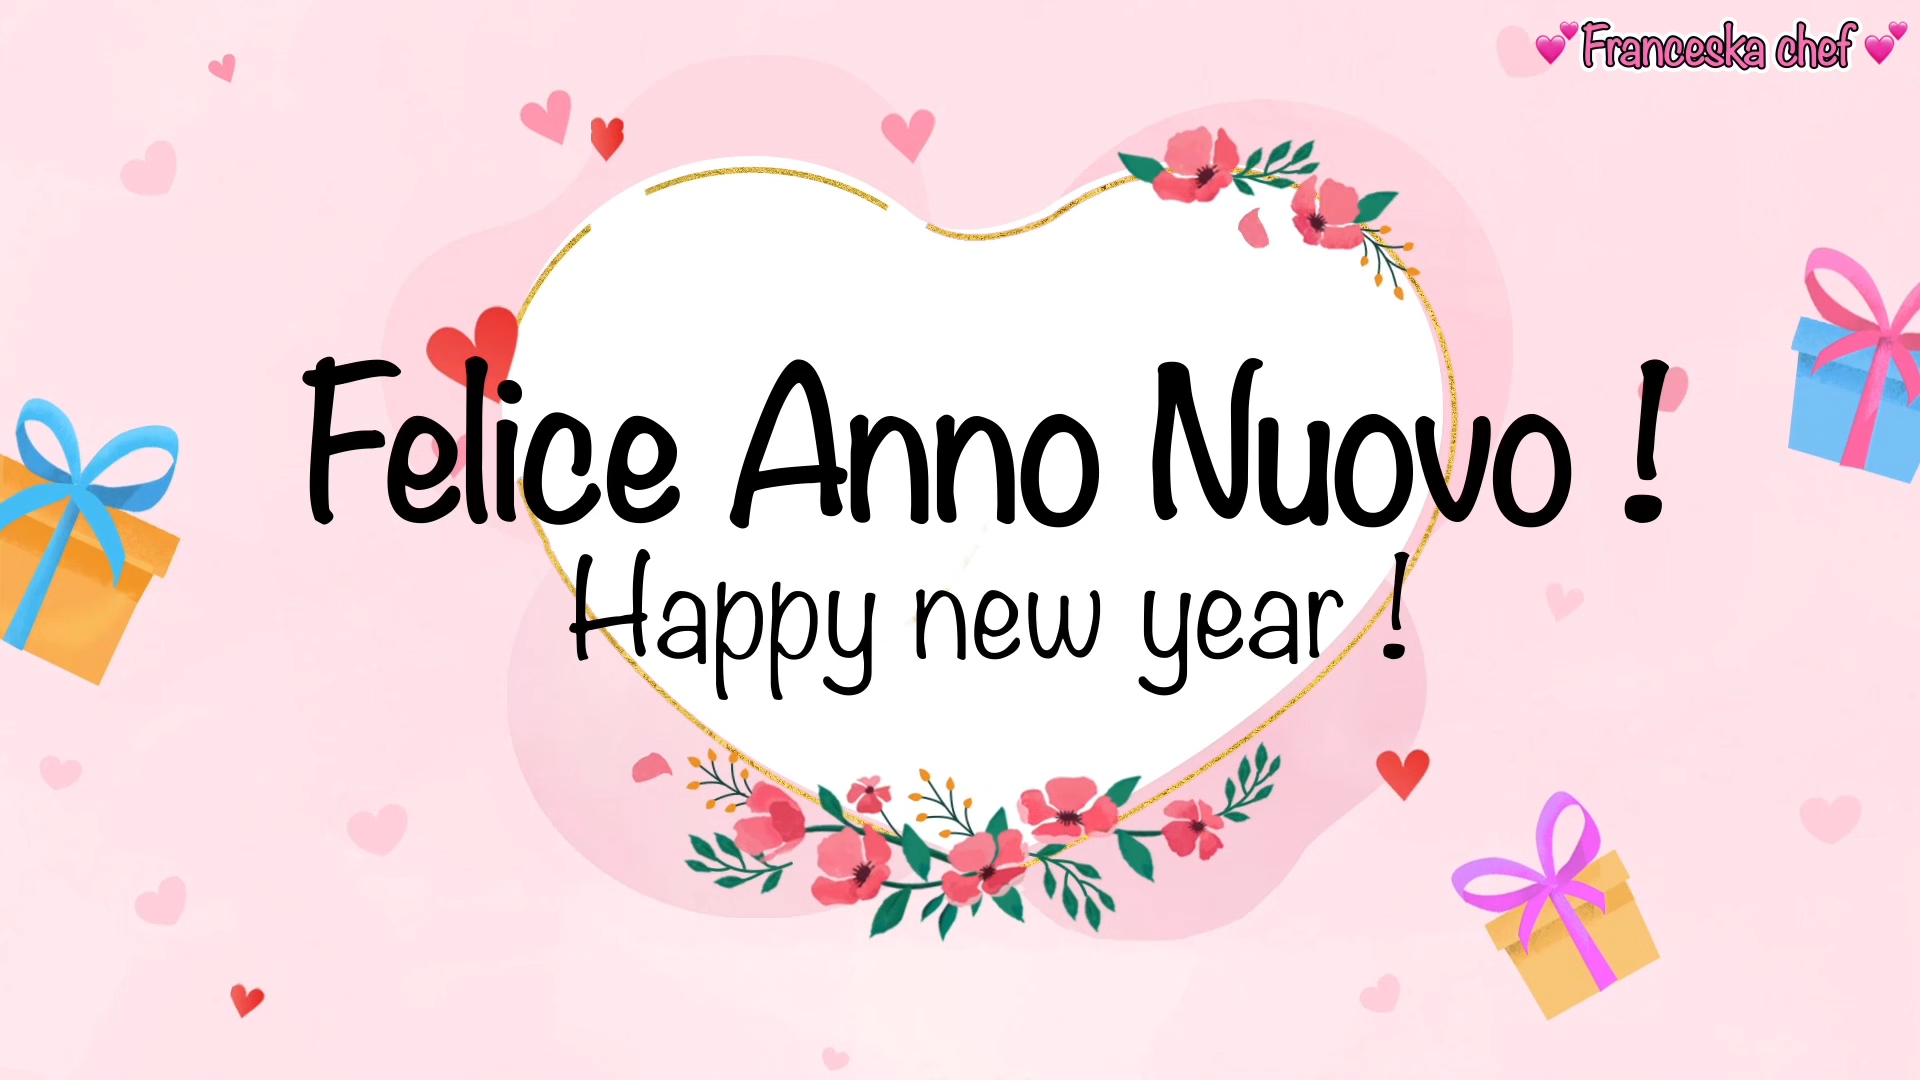 💕Franceska chef 💕
Felice Anno Nuovo !
Happy new year !